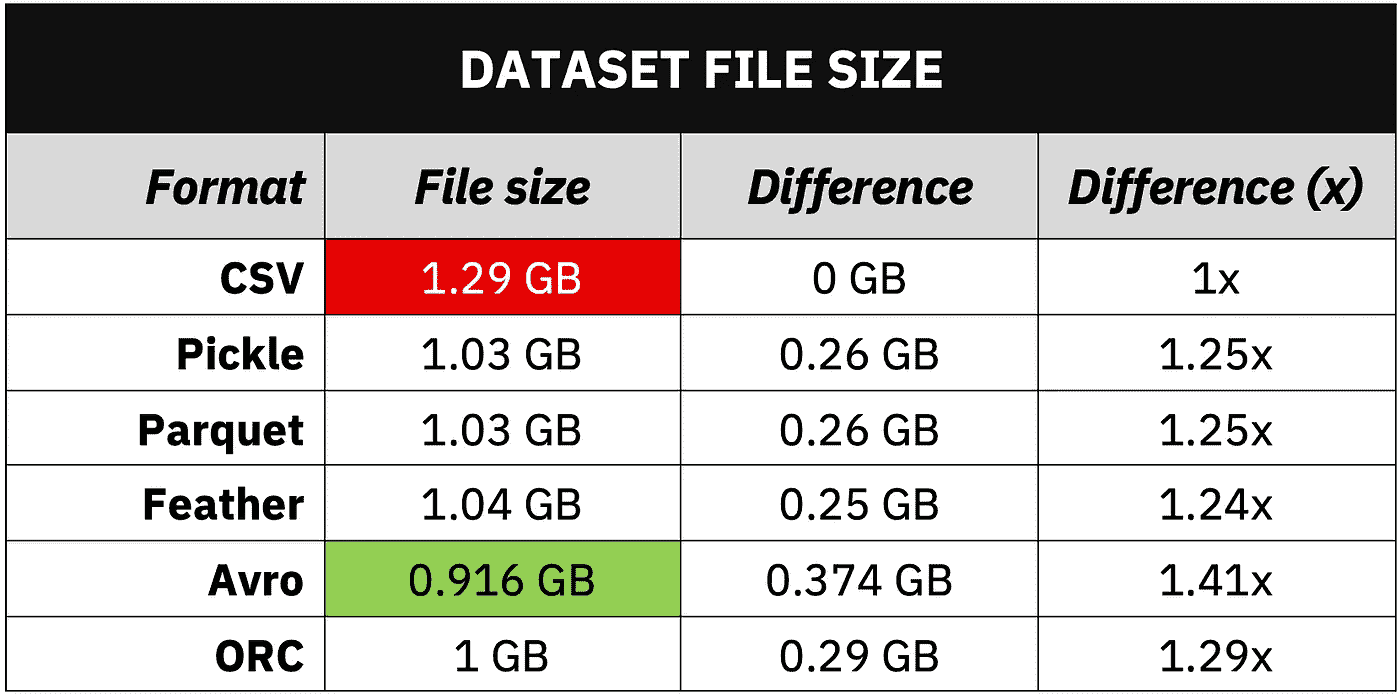 DATASET FILE SIZE
Format File size Difference Difference (x)
CSV 1.29 GB 0 GB 1x
Pickle 1.03 GB 0.26 GB 1.25x
Parquet 1.03 GB 0.26 GB 1.25x
Feather 1.04 GB 0.25 GB 1.24x
Avro 0.916 GB 0.374 GB 1.41x
ORC 1 GB 0.29 GB 1.29x